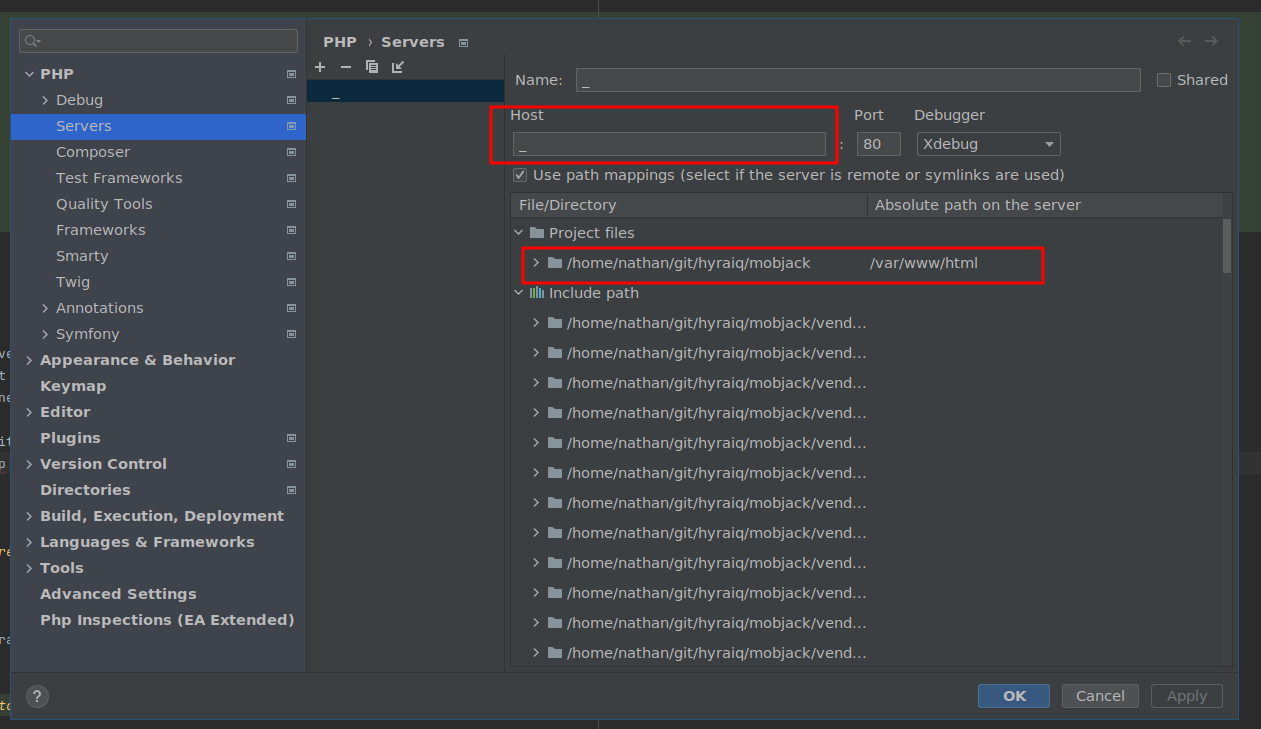 PHP › Servers
PHP
Debug
Servers
Composer
Test Frameworks
Quality Tools
Frameworks
Smarty
Twig
Annotations
Symfony
Appearance & Behavior
Keymap
Editor
Plugins
Version Control
Directories
Build, Execution, Deployment
Languages & Frameworks
Tools
Advanced Settings
Php Inspections (EA Extended)
_
Name: _ Shared
Host Port Debugger
_ : 80 Xdebug
Use path mappings (select if the server is remote or symlinks are used)
File/Directory Absolute path on the server
Project files
/home/nathan/git/hyraiq/mobjack /var/www/html
Include path
/home/nathan/git/hyraiq/mobjack/vend...
/home/nathan/git/hyraiq/mobjack/vend...
/home/nathan/git/hyraiq/mobjack/vend...
/home/nathan/git/hyraiq/mobjack/vend...
/home/nathan/git/hyraiq/mobjack/vend...
/home/nathan/git/hyraiq/mobjack/vend...
/home/nathan/git/hyraiq/mobjack/vend...
/home/nathan/git/hyraiq/mobjack/vend...
/home/nathan/git/hyraiq/mobjack/vend...
/home/nathan/git/hyraiq/mobjack/vend...
/home/nathan/git/hyraiq/mobjack/vend...
/home/nathan/git/hyraiq/mobjack/vend...
? OK Cancel Apply